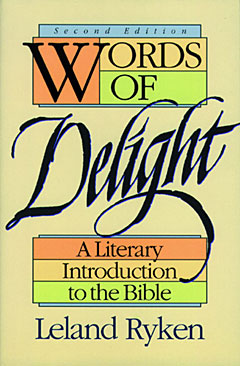 Second Edition
WORDS
OF
Delight
A Literary
Introduction
to the Bible
Leland Ryken